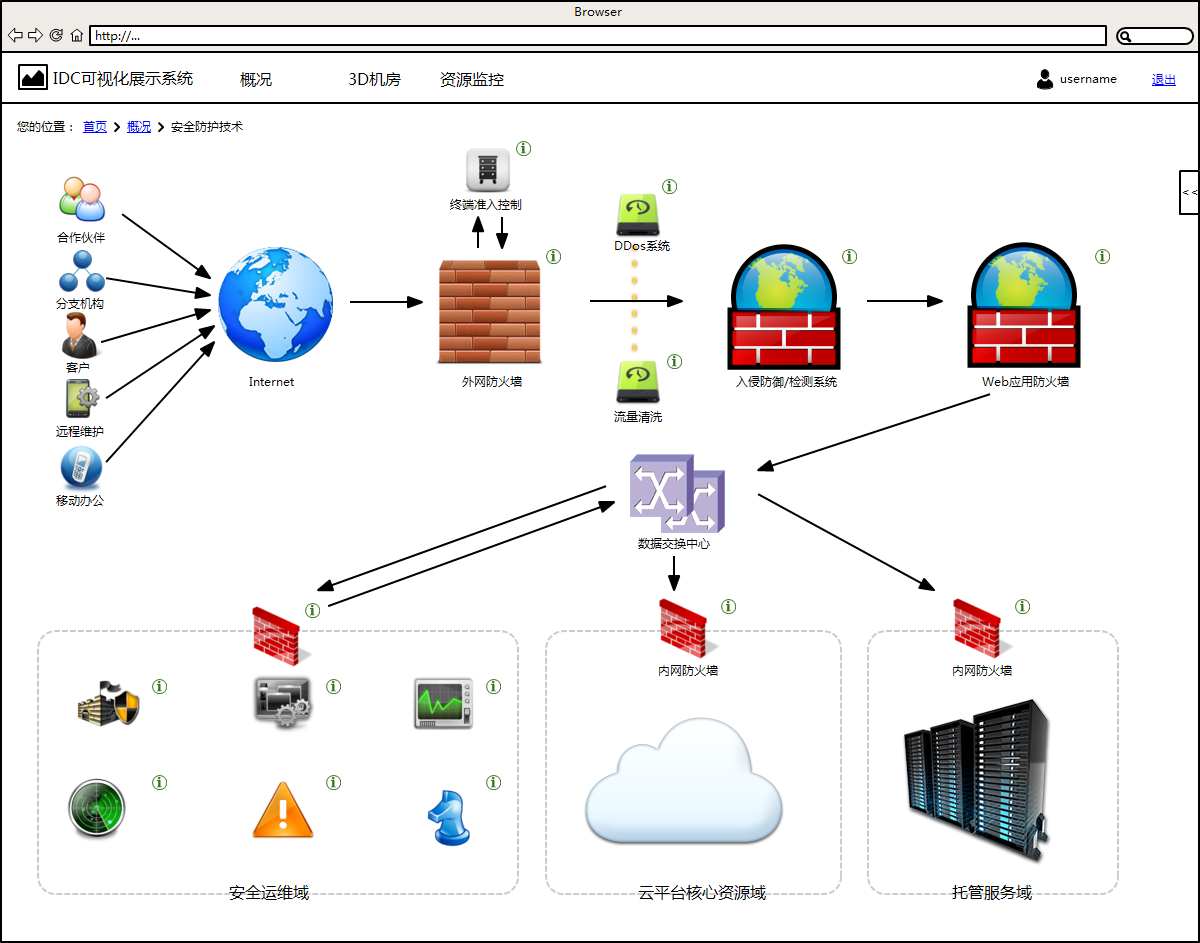 Browser
http://...
IDC可视化展示系统 概况 3D机房 资源监控 username 退出
您的位置： 首页 > 概况 > 安全防护技术
终端准入控制
<<
合作伙伴
DDos系统
分支机构
客户
Internet
外网防火墙
入侵防御/检测系统
Web应用防火墙
流量清洗
远程维护
移动办公
数据交换中心
内网防火墙
内网防火墙
安全运维域
云平台核心资源域
托管服务域